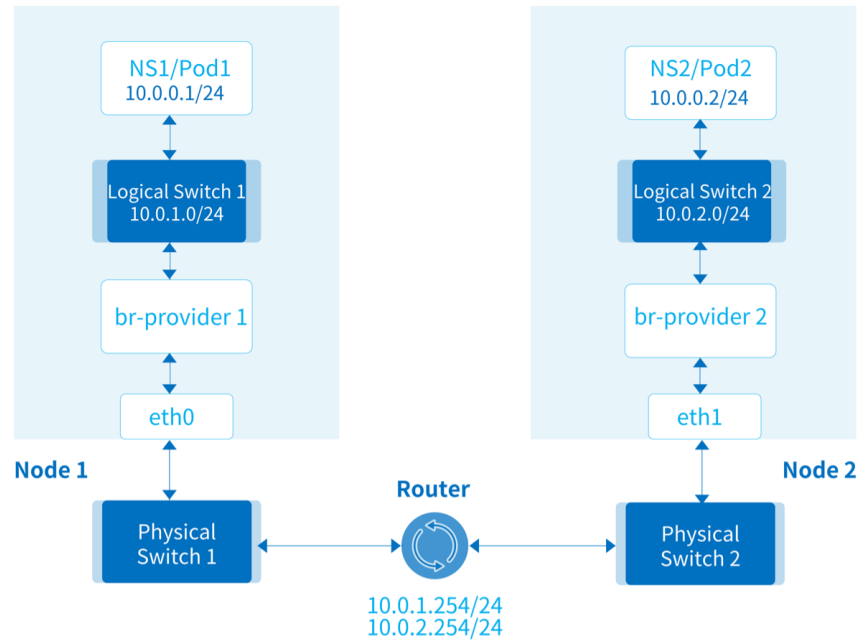 NS1/Pod1
10.0.0.1/24
Logical Switch 1
10.0.1.0/24
br-provider 1
eth0
Node 1
Physical
Switch 1
NS2/Pod2
10.0.0.2/24
Logical Switch 2
10.0.2.0/24
br-provider 2
eth1
Node 2
Physical
Switch 2
Router
10.0.1.254/24
10.0.2.254/24